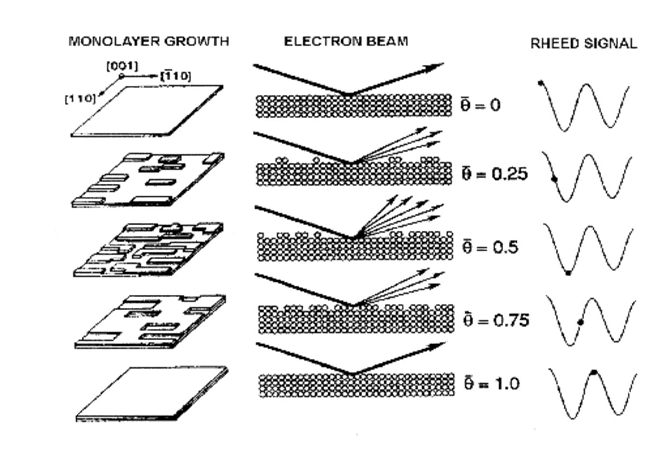 MONOLAYER GROWTH
ELECTRON BEAM
RHEED SIGNAL
[001]
[1̄10]
[110]
θ̄ = 0
θ̄ = 0.25
θ̄ = 0.5
θ̄ = 0.75
θ̄ = 1.0